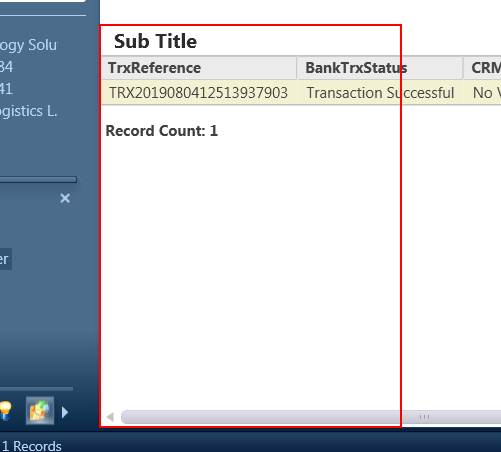 ogy Solu
34
41
gistics L.
er
1 Records
Sub Title
TrxReference BankTrxStatus CRM
TRX2019080412513937903 Transaction Successful No V
Record Count: 1